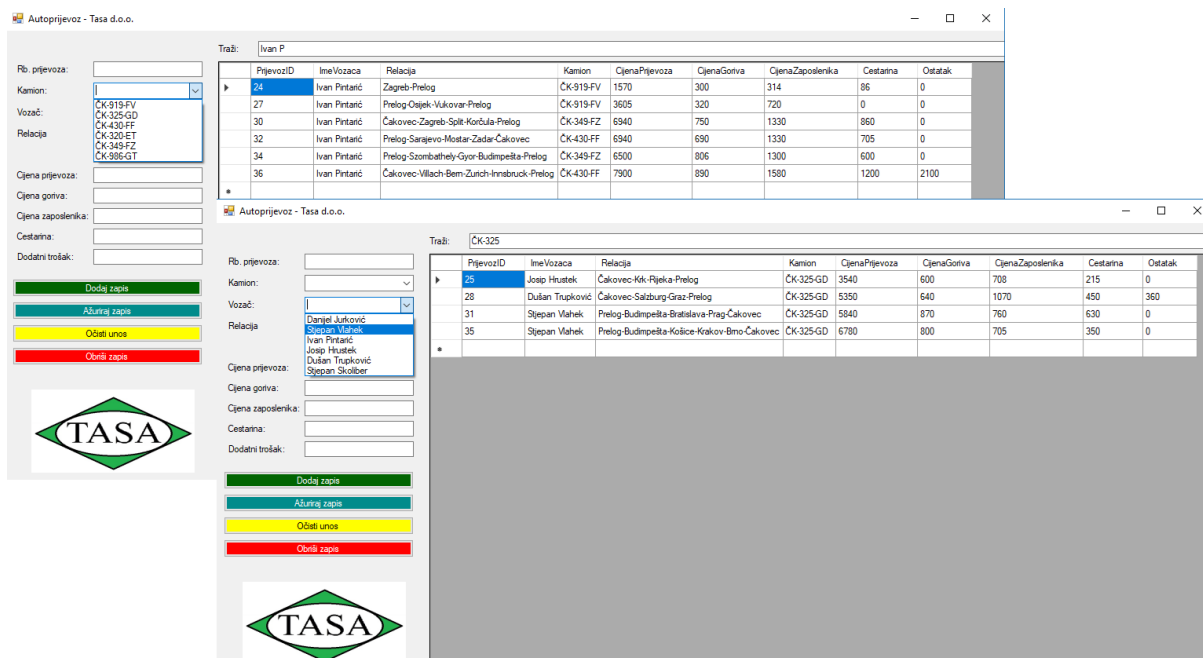 Autoprijevoz - Tasa d.o.o.
Traži: Ivan P
Rb. prijevoza:
Kamion:
ČK-919-FV
ČK-325-GD
ČK-430-FF
ČK-320-ET
ČK-349-FZ
ČK-986-GT
Vozač:
Relacija
Cijena prijevoza:
Cijena goriva:
Cijena zaposlenika:
Cestarina:
Dodatni trošak:
Dodaj zapis
Ažuriraj zapis
Očisti unos
Obriši zapis
TASA
PrijevozID ImeVozaca Relacija Kamion CijenaPrijevoza CijenaGoriva CijenaZaposlenika Cestarina Ostatak
24 Ivan Pintarić Zagreb-Prelog ČK-919-FV 1570 300 314 86 0
27 Ivan Pintarić Prelog-Osijek-Vukovar-Prelog ČK-919-FV 3605 320 720 0 0
30 Ivan Pintarić Čakovec-Zagreb-Split-Korčula-Prelog ČK-349-FZ 6940 750 1330 860 0
32 Ivan Pintarić Prelog-Sarajevo-Mostar-Zadar-Čakovec ČK-430-FF 6940 690 1330 705 0
34 Ivan Pintarić Prelog-Szombathely-Gyor-Budimpešta-Prelog ČK-349-FZ 6500 806 1300 600 0
36 Ivan Pintarić Čakovec-Villach-Bern-Zurich-Innsbruck-Prelog ČK-430-FF 7900 890 1580 1200 2100
Autoprijevoz - Tasa d.o.o.
Traži: ČK-325
Rb. prijevoza:
Kamion:
Vozač:
Danijel Jurković
Stjepan Vlahek
Ivan Pintarić
Josip Hrustek
Dušan Trupković
Stjepan Skoliber
Relacija
Cijena prijevoza:
Cijena goriva:
Cijena zaposlenika:
Cestarina:
Dodatni trošak:
Dodaj zapis
Ažuriraj zapis
Očisti unos
Obriši zapis
TASA
PrijevozID ImeVozaca Relacija Kamion CijenaPrijevoza CijenaGoriva CijenaZaposlenika Cestarina Ostatak
25 Josip Hrustek Čakovec-Krk-Rijeka-Prelog ČK-325-GD 3540 600 708 215 0
28 Dušan Trupković Čakovec-Salzburg-Graz-Prelog ČK-325-GD 5350 640 1070 450 360
31 Stjepan Vlahek Prelog-Budimpešta-Bratislava-Prag-Čakovec ČK-325-GD 5840 870 760 630 0
35 Stjepan Vlahek Prelog-Budimpešta-Košice-Krakov-Brno-Čakovec ČK-325-GD 6780 800 705 350 0